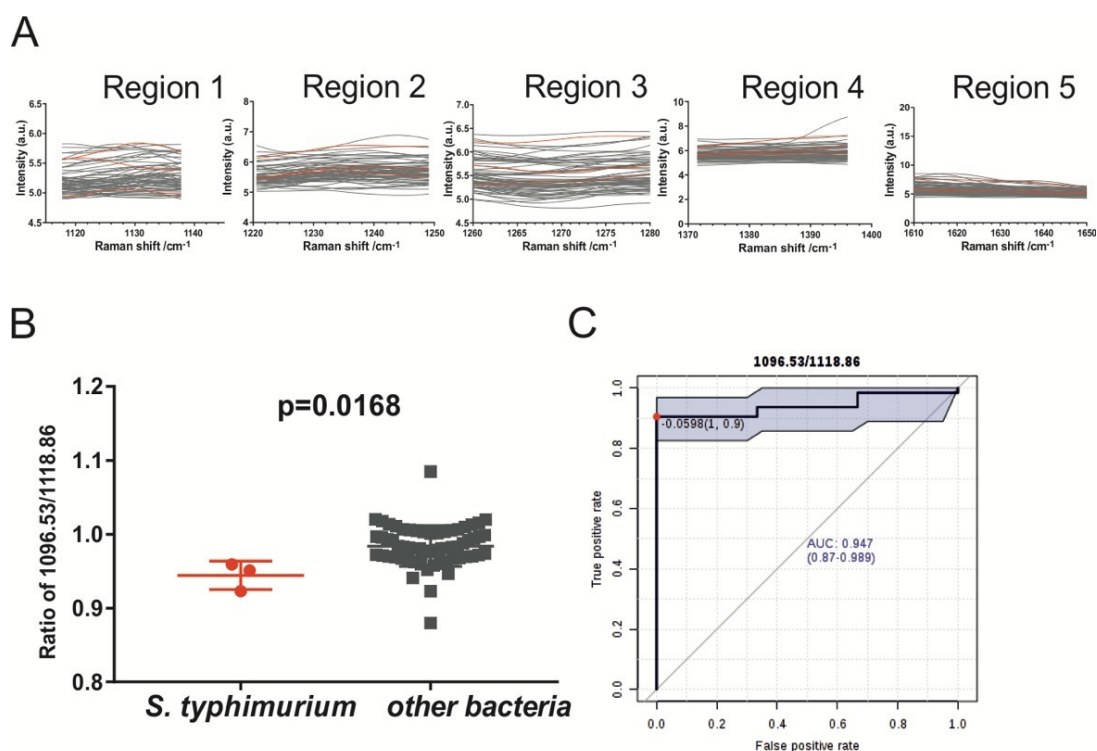 A
Region 1
Region 2
Region 3
Region 4
Region 5
6.5
6.0
5.5
5.0
4.5
Intensity (a.u.)
1120
1130
1140
Raman shift /cm-1
8
7
6
5
4
Intensity (a.u.)
1220
1230
1240
1250
Raman shift /cm-1
7.0
6.5
6.0
5.5
5.0
4.5
Intensity (a.u.)
1260
1265
1270
1275
1280
Raman shift /cm-1
10
8
6
4
2
0
Intensity (a.u.)
1370
1380
1390
1400
Raman shift /cm-1
20
15
10
5
0
Intensity (a.u.)
1610
1620
1630
1640
1650
Raman shift /cm-1
B
1.2
1.1
1.0
0.9
0.8
Ratio of 1096.53/1118.86
p=0.0168
S. typhimurium
other bacteria
C
1096.53/1118.86
1.0
0.8
0.6
0.4
0.2
0.0
True positive rate
-0.0598(1, 0.9)
AUC: 0.947
(0.87-0.989)
0.0
0.2
0.4
0.6
0.8
1.0
False positive rate